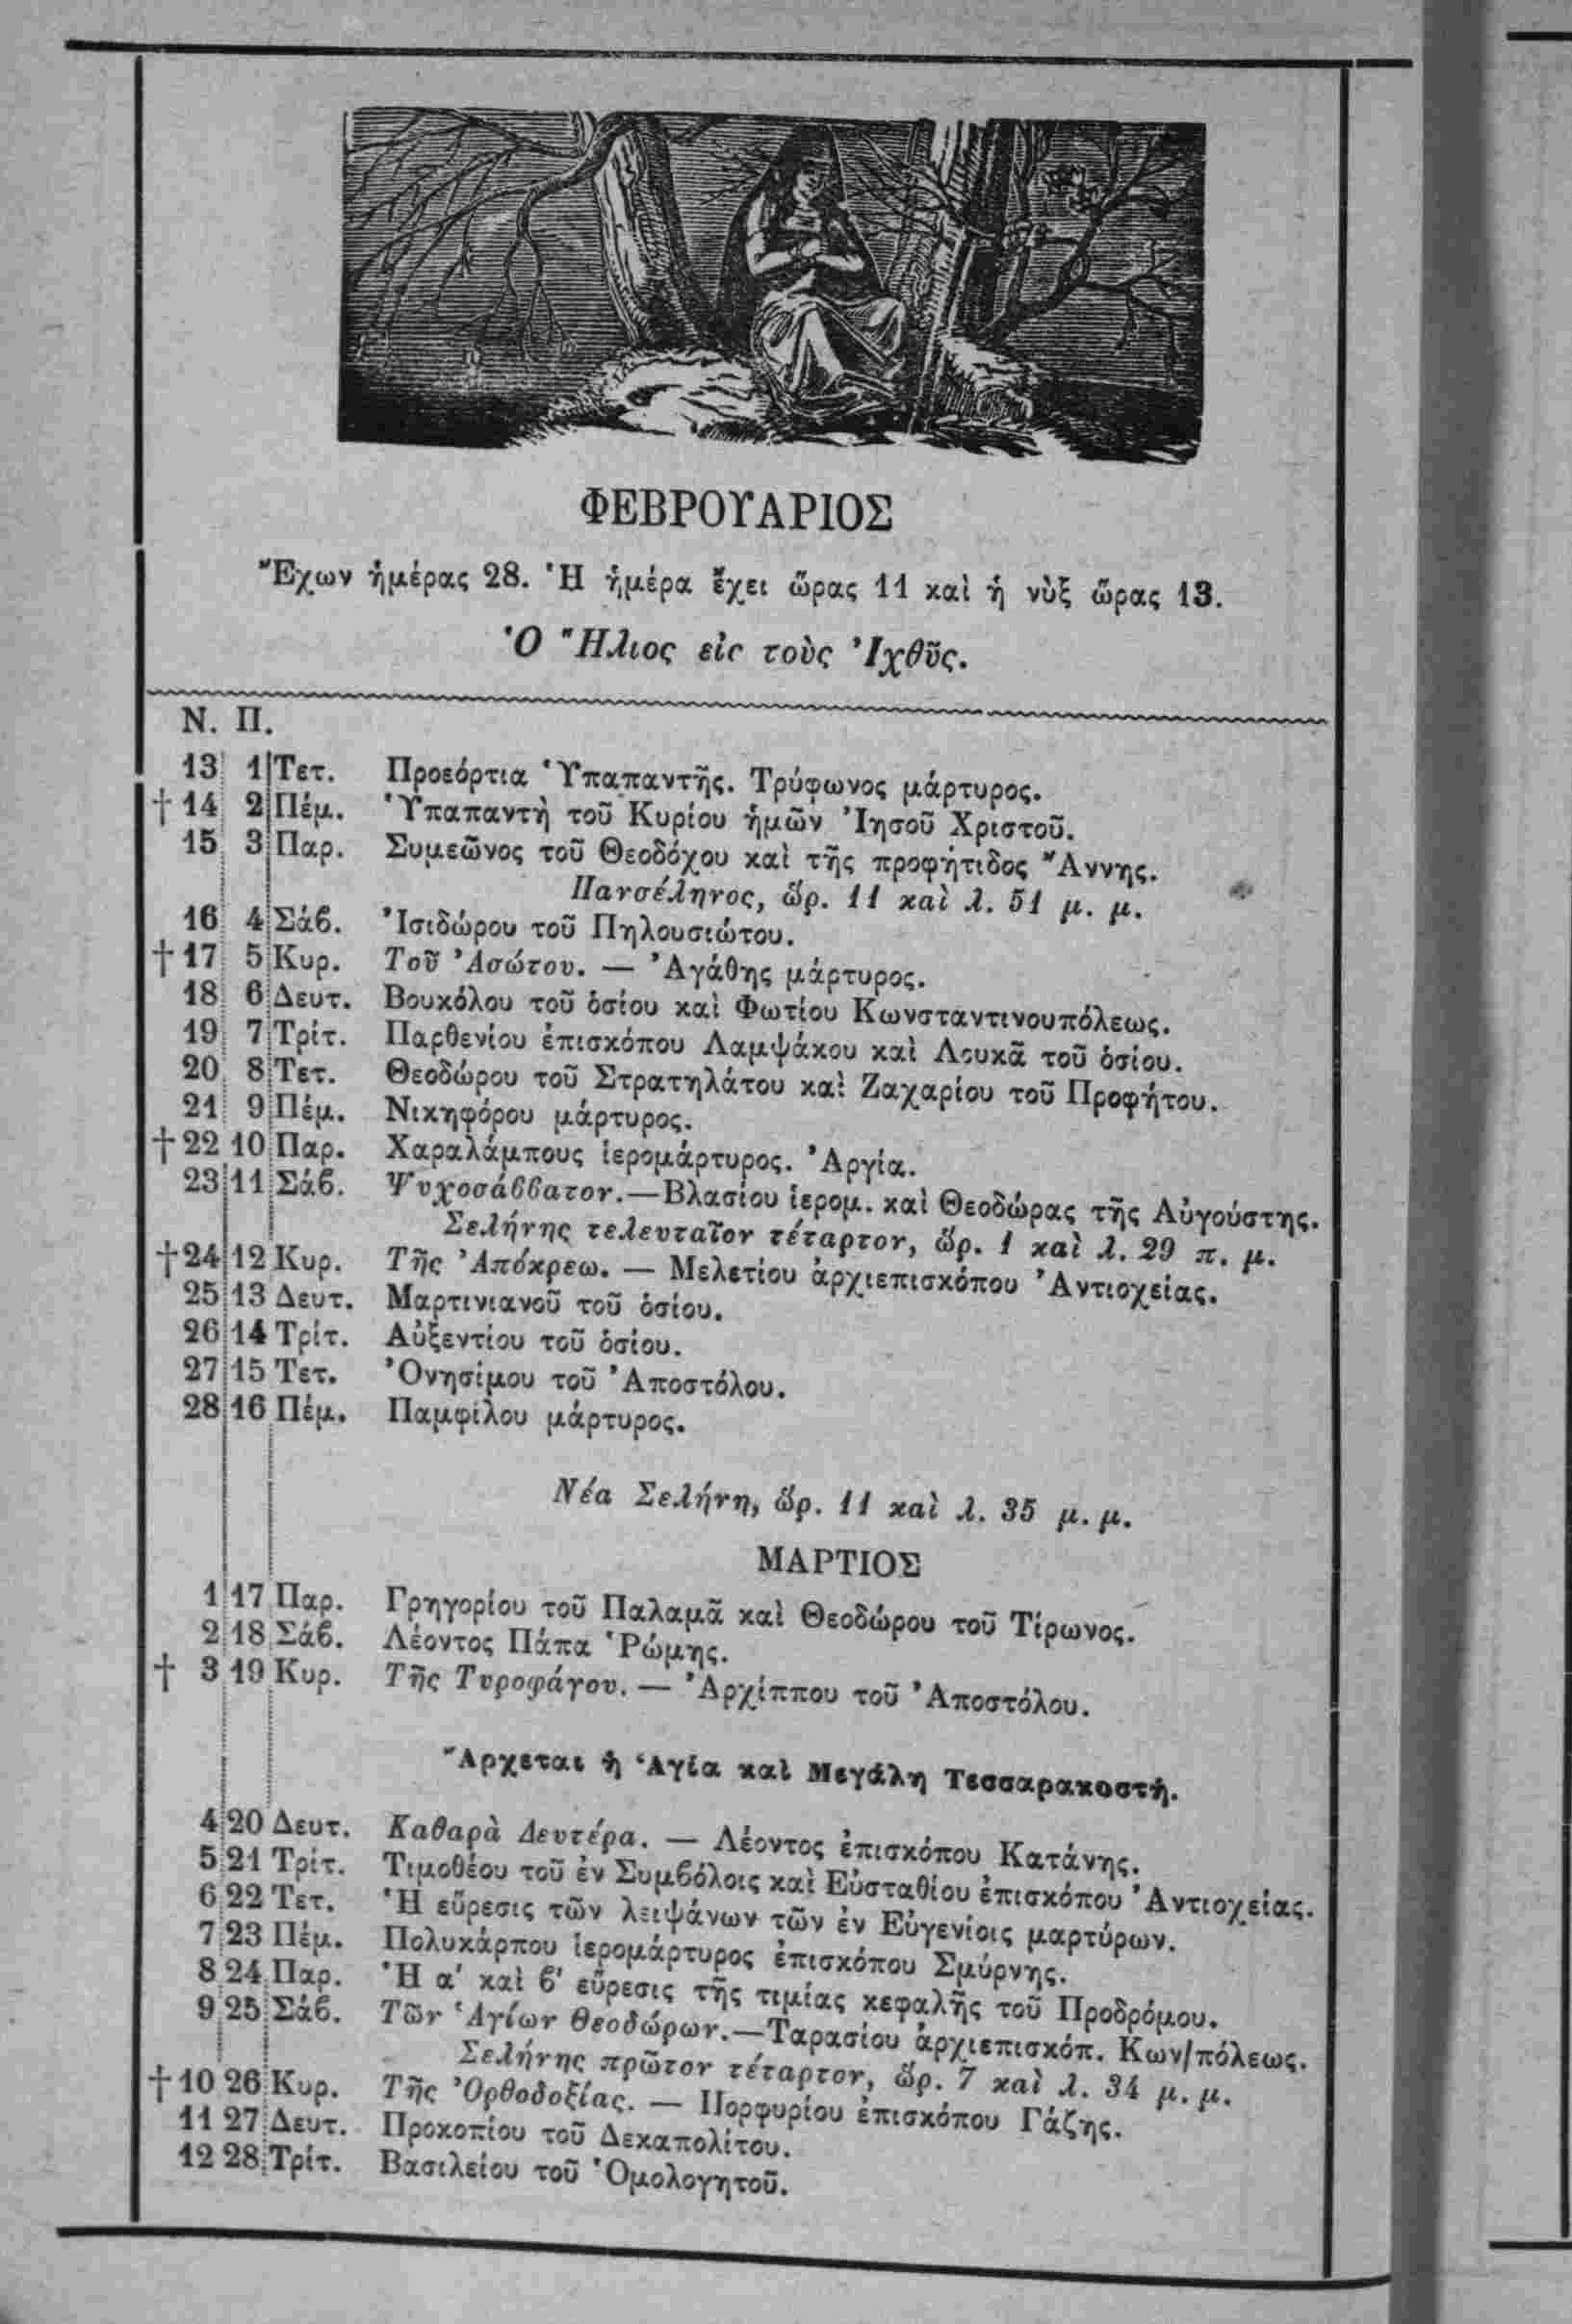 ΦΕΒΡΟΥΑΡΙΟΣ
Ἔχων ἡμέρας 28. Ἡ ἡμέρα ἔχει ὥρας 11 καὶ ἡ νὺξ ὥρας 13.
Ὁ Ἥλιος εἰς τοὺς Ἰχθῦς.
Ν. Π.
13 1 Τετ. Προεόρτια Ὑπαπαντῆς. Τρύφωνος μάρτυρος.
† 14 2 Πέμ. Ὑπαπαντὴ τοῦ Κυρίου ἡμῶν Ἰησοῦ Χριστοῦ.
15 3 Παρ. Συμεῶνος τοῦ Θεοδόχου καὶ τῆς προφήτιδος Ἄννης.
Πανσέληνος, ὥρ. 11 καὶ λ. 51 μ. μ.
16 4 Σάϐ. Ἰσιδώρου τοῦ Πηλουσιώτου.
† 17 5 Κυρ. Τοῦ Ἀσώτου. — Ἀγάθης μάρτυρος.
18 6 Δευτ. Βουκόλου τοῦ ὁσίου καὶ Φωτίου Κωνσταντινουπόλεως.
19 7 Τρίτ. Παρθενίου ἐπισκόπου Λαμψάκου καὶ Λουκᾶ τοῦ ὁσίου.
20 8 Τετ. Θεοδώρου τοῦ Στρατηλάτου καὶ Ζαχαρίου τοῦ Προφήτου.
21 9 Πέμ. Νικηφόρου μάρτυρος.
† 22 10 Παρ. Χαραλάμπους ἱερομάρτυρος. Ἀργία.
23 11 Σάϐ. Ψυχοσάϐϐατον.—Βλασίου ἱερομ. καὶ Θεοδώρας τῆς Αὐγούστης.
Σελήνης τελευταῖον τέταρτον, ὥρ. 1 καὶ λ. 29 π. μ.
† 24 12 Κυρ. Τῆς Ἀπόκρεω. — Μελετίου ἀρχιεπισκόπου Ἀντιοχείας.
25 13 Δευτ. Μαρτινιανοῦ τοῦ ὁσίου.
26 14 Τρίτ. Αὐξεντίου τοῦ ὁσίου.
27 15 Τετ. Ὀνησίμου τοῦ Ἀποστόλου.
28 16 Πέμ. Παμφίλου μάρτυρος.
Νέα Σελήνη, ὥρ. 11 καὶ λ. 35 μ. μ.
ΜΑΡΤΙΟΣ
1 17 Παρ. Γρηγορίου τοῦ Παλαμᾶ καὶ Θεοδώρου τοῦ Τίρωνος.
2 18 Σάϐ. Λέοντος Πάπα Ῥώμης.
† 3 19 Κυρ. Τῆς Τυροφάγου. — Ἀρχίππου τοῦ Ἀποστόλου.
Ἄρχεται ἡ Ἁγία καὶ Μεγάλη Τεσσαρακοστή.
4 20 Δευτ. Καθαρὰ Δευτέρα. — Λέοντος ἐπισκόπου Κατάνης.
5 21 Τρίτ. Τιμοθέου τοῦ ἐν Συμϐόλοις καὶ Εὐσταθίου ἐπισκόπου Ἀντιοχείας.
6 22 Τετ. Ἡ εὕρεσις τῶν λειψάνων τῶν ἐν Εὐγενίοις μαρτύρων.
7 23 Πέμ. Πολυκάρπου ἱερομάρτυρος ἐπισκόπου Σμύρνης.
8 24 Παρ. Ἡ α' καὶ ϐ' εὕρεσις τῆς τιμίας κεφαλῆς τοῦ Προδρόμου.
9 25 Σάϐ. Τῶν Ἁγίων Θεοδώρων.—Ταρασίου ἀρχιεπισκόπ. Κων/πόλεως.
Σελήνης πρῶτον τέταρτον, ὥρ. 7 καὶ λ. 34 μ. μ.
† 10 26 Κυρ. Τῆς Ὀρθοδοξίας. — Πορφυρίου ἐπισκόπου Γάζης.
11 27 Δευτ. Προκοπίου τοῦ Δεκαπολίτου.
12 28 Τρίτ. Βασιλείου τοῦ Ὁμολογητοῦ.